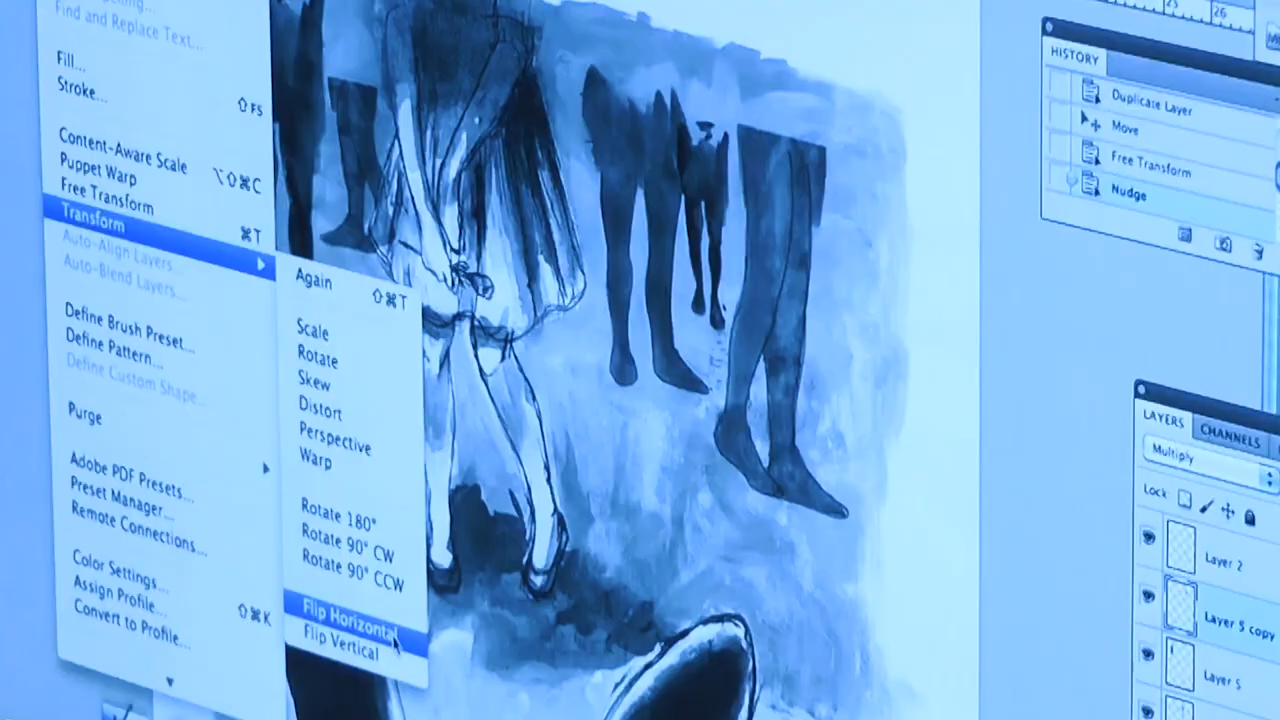 Find and Replace Text...
Fill...
Stroke... ⇧F5
Content-Aware Scale ⌥⇧⌘C
Puppet Warp
Free Transform ⌘T
Transform
Auto-Align Layers...
Auto-Blend Layers...
Define Brush Preset...
Define Pattern...
Define Custom Shape...
Purge
Adobe PDF Presets...
Preset Manager...
Remote Connections...
Color Settings... ⇧⌘K
Assign Profile...
Convert to Profile...
Again ⇧⌘T
Scale
Rotate
Skew
Distort
Perspective
Warp
Rotate 180°
Rotate 90° CW
Rotate 90° CCW
Flip Horizontal
Flip Vertical
25 26
HISTORY
Duplicate Layer
Move
Free Transform
Nudge
LAYERS CHANNELS
Multiply
Lock:
Layer 2
Layer 5 copy
Layer 5